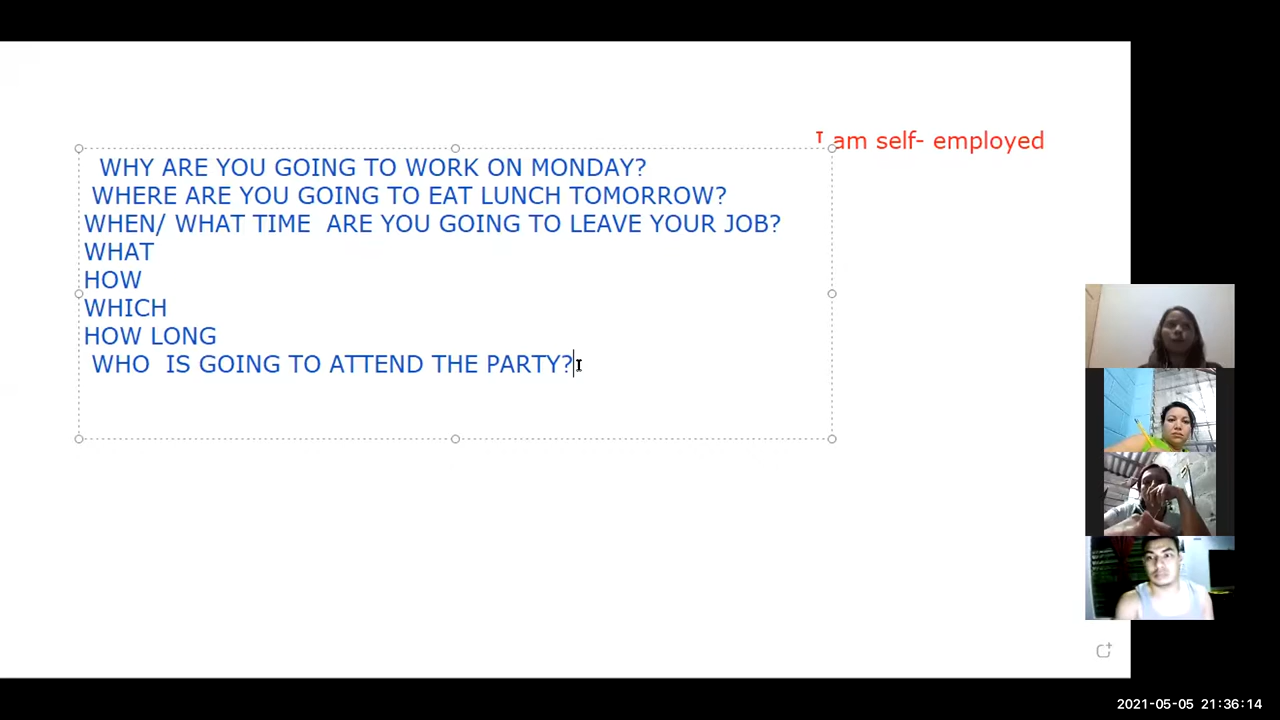 I am self- employed
WHY ARE YOU GOING TO WORK ON MONDAY?
WHERE ARE YOU GOING TO EAT LUNCH TOMORROW?
WHEN/ WHAT TIME  ARE YOU GOING TO LEAVE YOUR JOB?
WHAT
HOW
WHICH
HOW LONG
WHO  IS GOING TO ATTEND THE PARTY?
2021-05-05 21:36:14